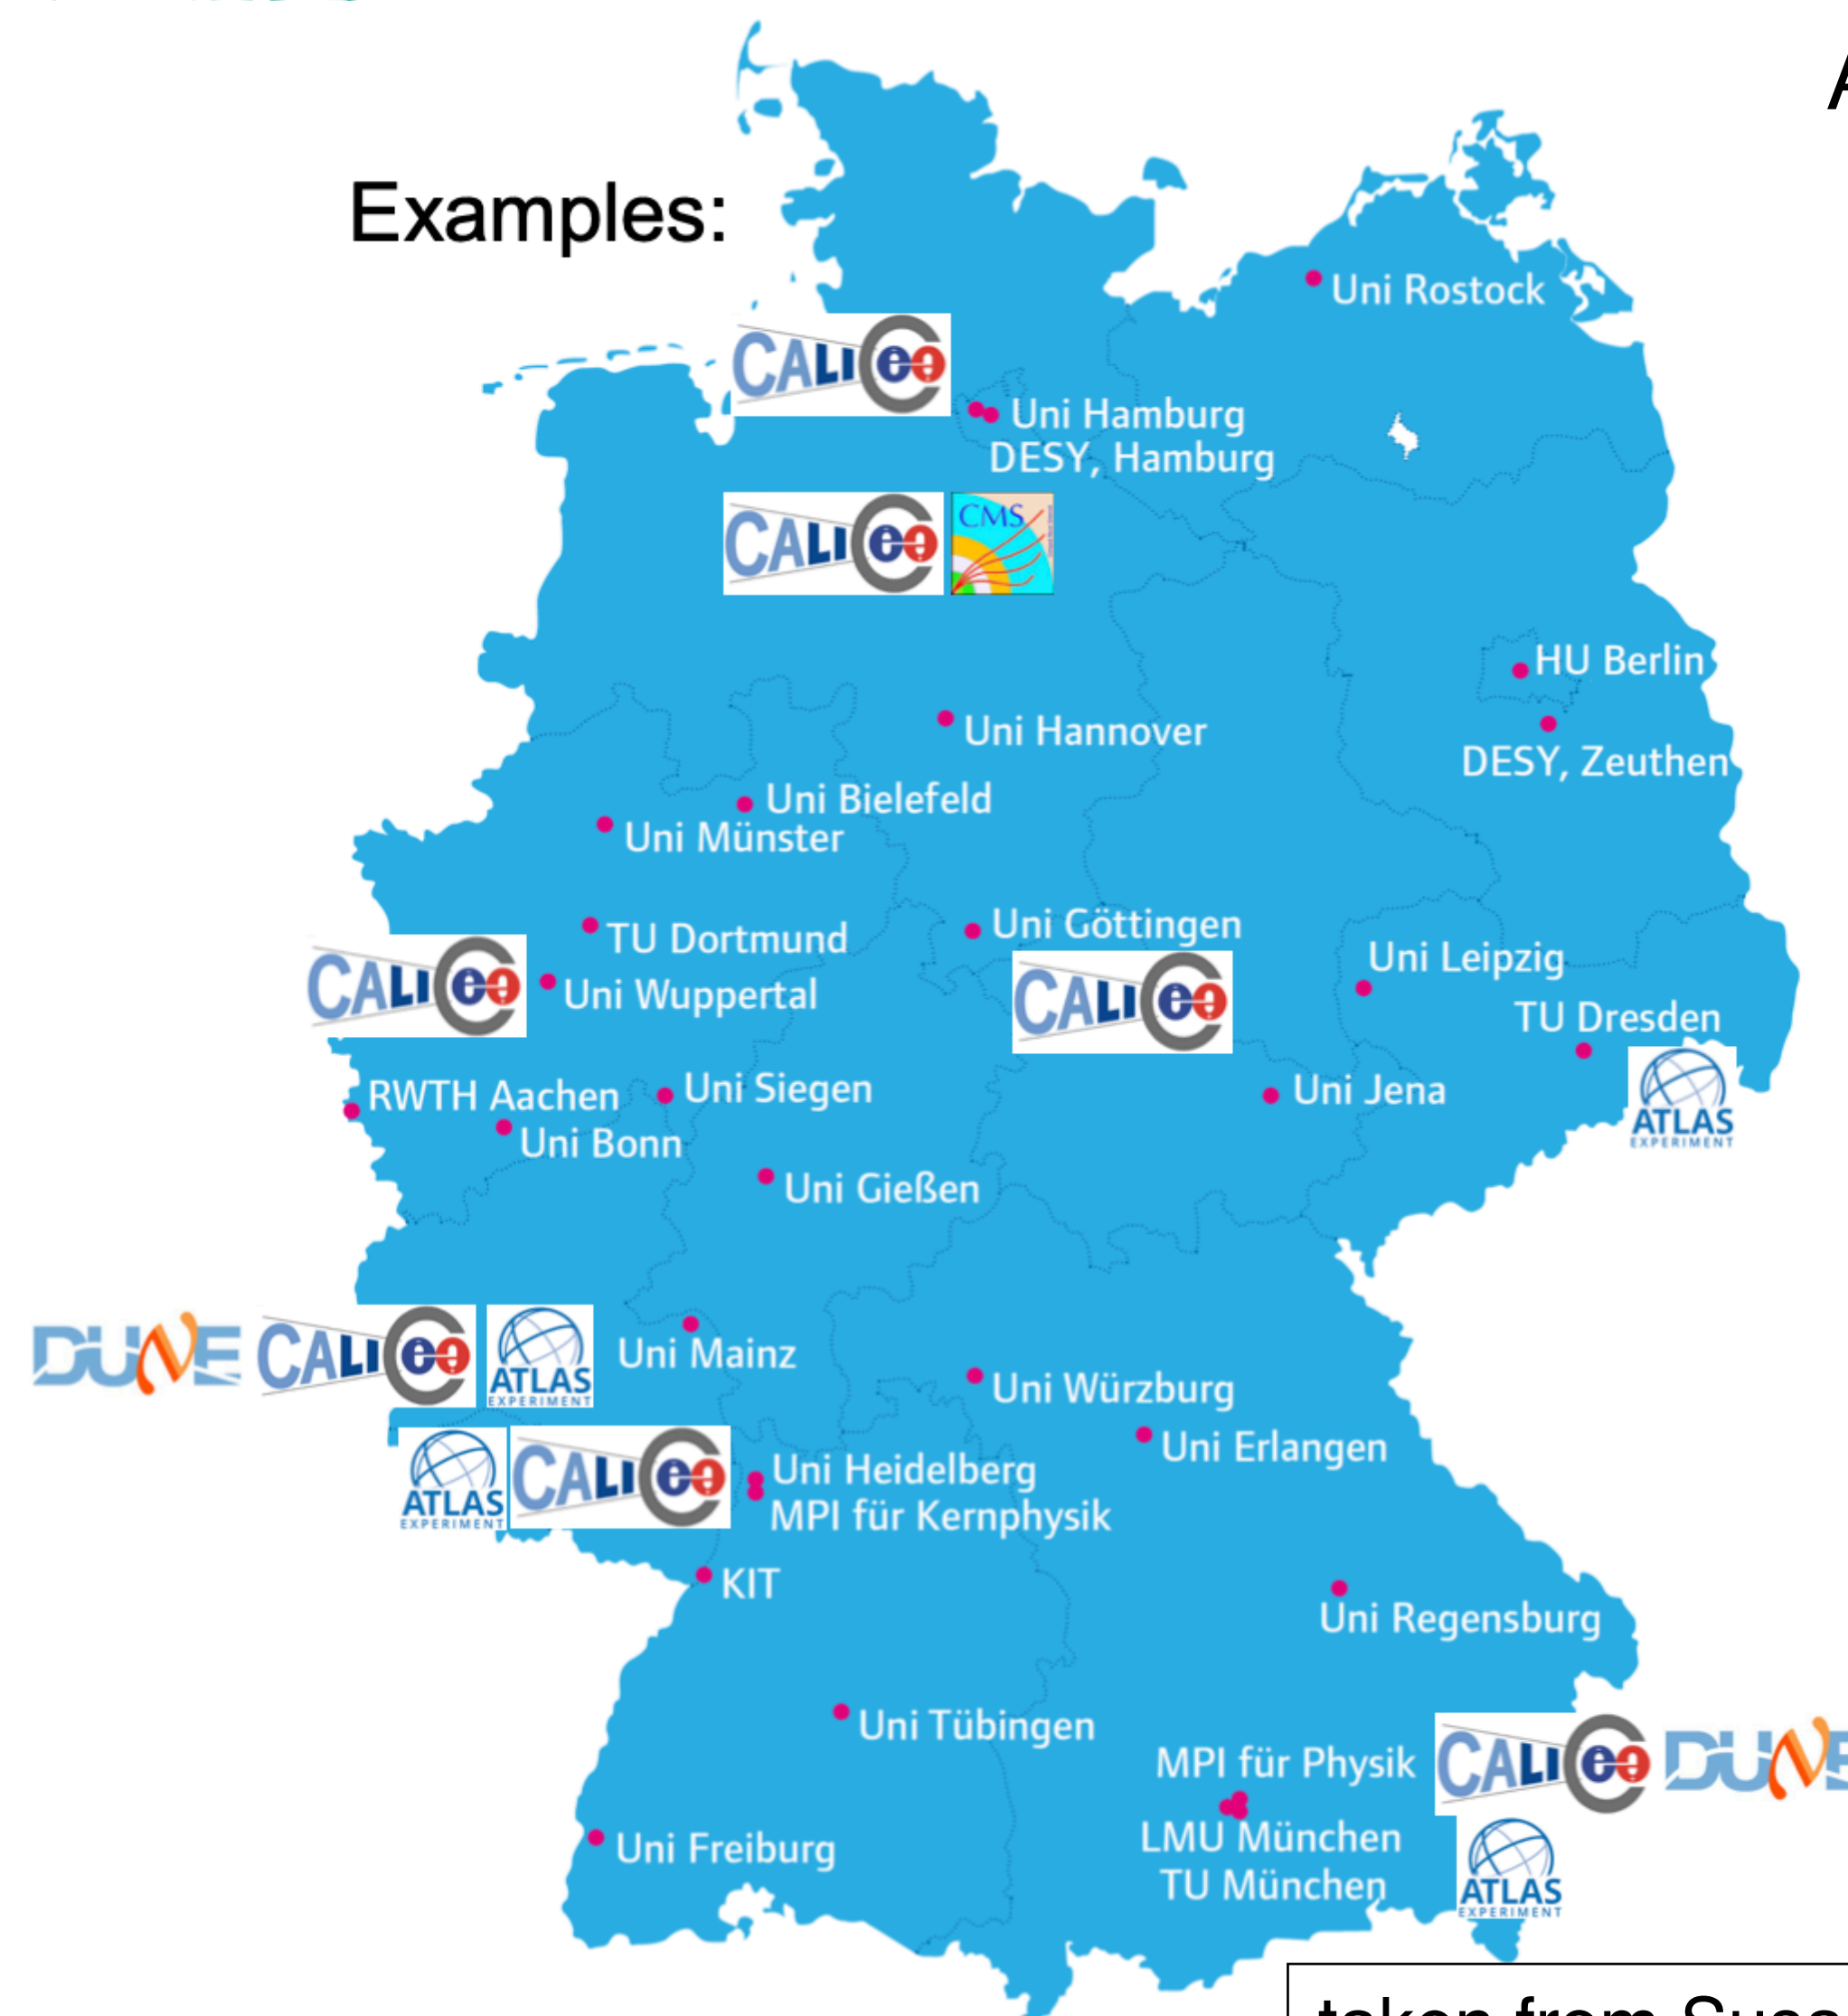 A
Examples:
Uni Rostock
CALICe
Uni Hamburg
DESY, Hamburg
CALICe CMS
HU Berlin
Uni Hannover
DESY, Zeuthen
Uni Bielefeld
Uni Münster
Uni Göttingen
TU Dortmund
Uni Leipzig
CALICe
Uni Wuppertal
CALICe
TU Dresden
ATLAS
EXPERIMENT
RWTH Aachen
Uni Siegen
Uni Jena
Uni Bonn
Uni Gießen
DUNE CALICe ATLAS
EXPERIMENT
Uni Mainz
Uni Würzburg
Uni Erlangen
ATLAS
EXPERIMENT
CALICe
Uni Heidelberg
MPI für Kernphysik
KIT
Uni Regensburg
Uni Tübingen
MPI für Physik
CALICe DUNE
LMU München
Uni Freiburg
TU München
ATLAS
EXPERIMENT
taken from